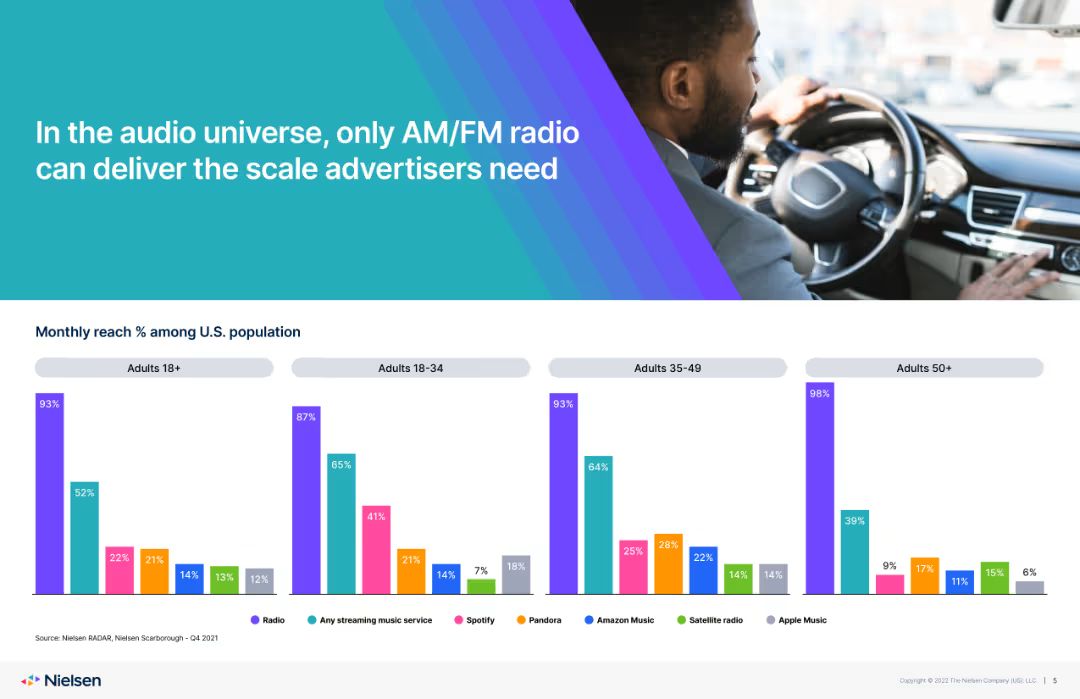 In the audio universe, only AM/FM radio
can deliver the scale advertisers need
Monthly reach % among U.S. population
Adults 18+
93%
52%
22%
21%
14%
13%
12%
Adults 18-34
87%
65%
41%
21%
14%
7%
18%
Adults 35-49
93%
64%
25%
28%
22%
14%
14%
Adults 50+
98%
39%
9%
17%
11%
15%
6%
Radio
Any streaming music service
Spotify
Pandora
Amazon Music
Satellite radio
Apple Music
Source: Nielsen RADAR, Nielsen Scarborough - Q4 2021
Nielsen
Copyright © 2022 The Nielsen Company (US), LLC. | 5